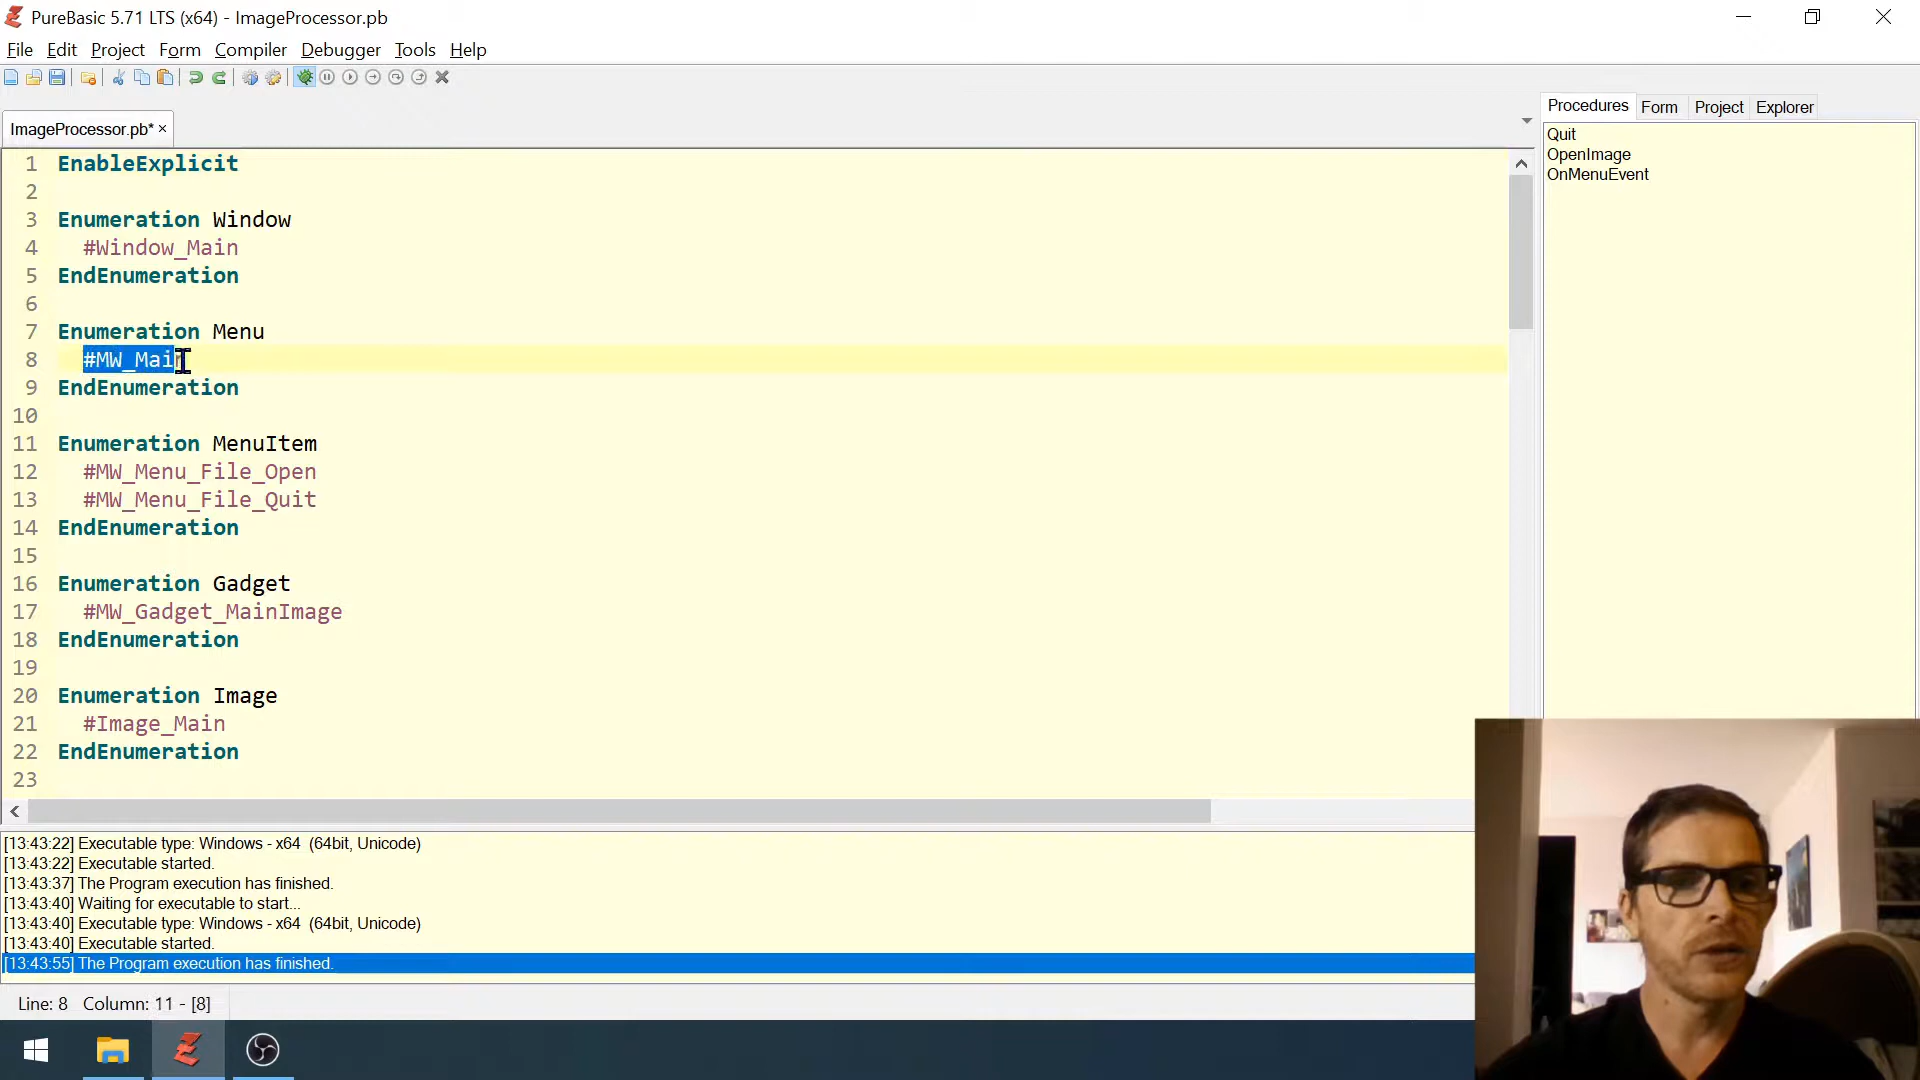 PureBasic 5.71 LTS (x64) - ImageProcessor.pb
File Edit Project Form Compiler Debugger Tools Help
ImageProcessor.pb* ×
Procedures Form Project Explorer
Quit
OpenImage
OnMenuEvent
1 EnableExplicit
2
3 Enumeration Window
4 #Window_Main
5 EndEnumeration
6
7 Enumeration Menu
8 #MW_Main
9 EndEnumeration
10
11 Enumeration MenuItem
12 #MW_Menu_File_Open
13 #MW_Menu_File_Quit
14 EndEnumeration
15
16 Enumeration Gadget
17 #MW_Gadget_MainImage
18 EndEnumeration
19
20 Enumeration Image
21 #Image_Main
22 EndEnumeration
23
[13:43:22] Executable type: Windows - x64 (64bit, Unicode)
[13:43:22] Executable started.
[13:43:37] The Program execution has finished.
[13:43:40] Waiting for executable to start...
[13:43:40] Executable type: Windows - x64 (64bit, Unicode)
[13:43:40] Executable started.
[13:43:55] The Program execution has finished.
Line: 8 Column: 11 - [8]